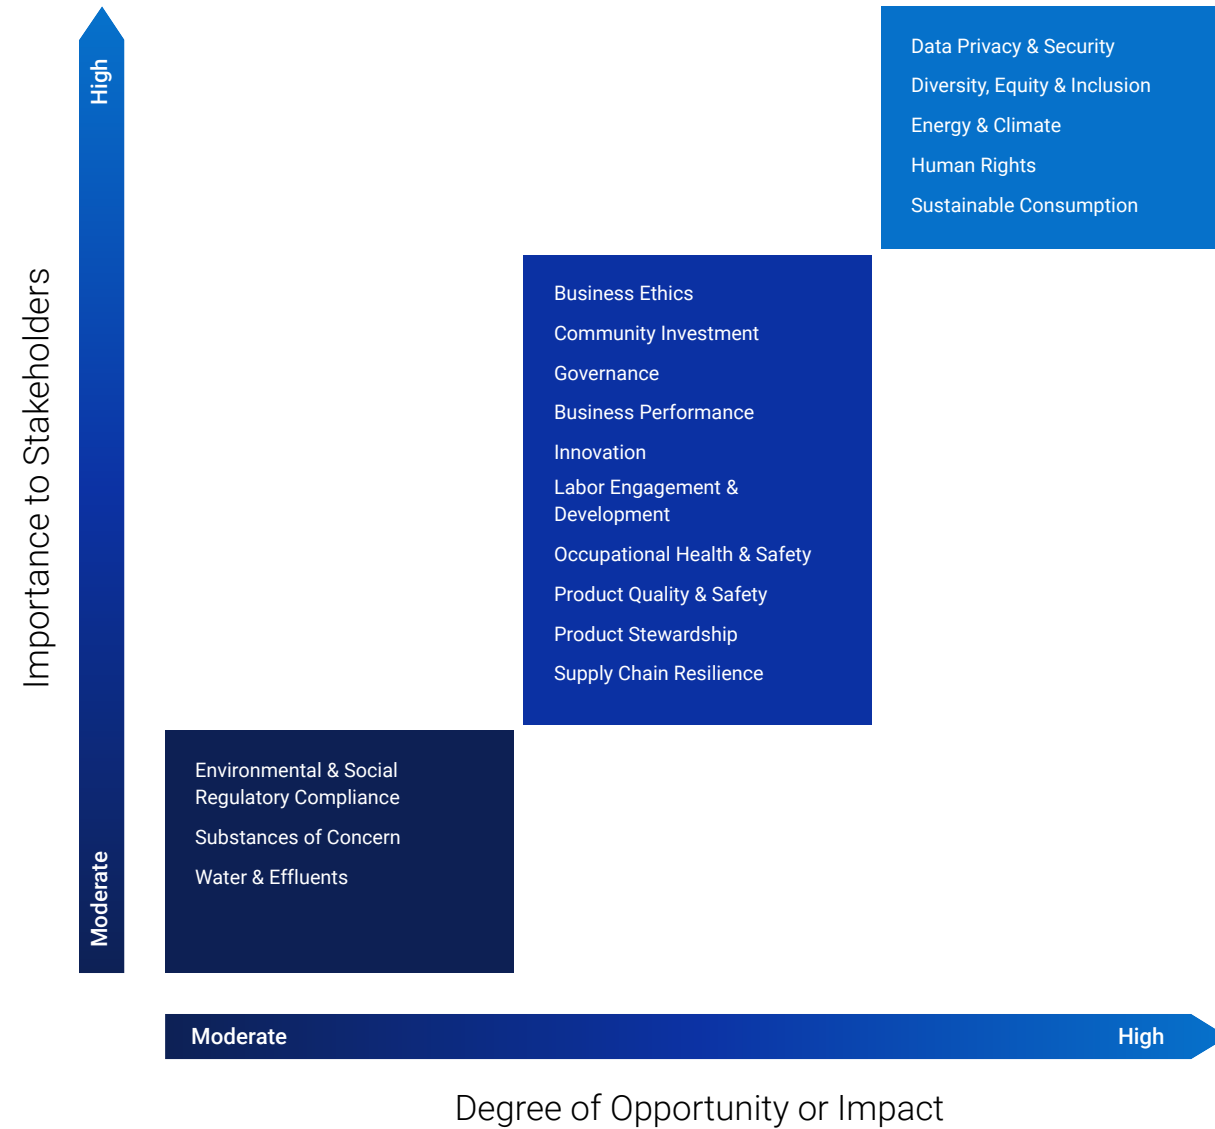 High
Moderate
Importance to Stakeholders
Data Privacy & Security
Diversity, Equity & Inclusion
Energy & Climate
Human Rights
Sustainable Consumption
Business Ethics
Community Investment
Governance
Business Performance
Innovation
Labor Engagement &
Development
Occupational Health & Safety
Product Quality & Safety
Product Stewardship
Supply Chain Resilience
Environmental & Social
Regulatory Compliance
Substances of Concern
Water & Effluents
Moderate
High
Degree of Opportunity or Impact